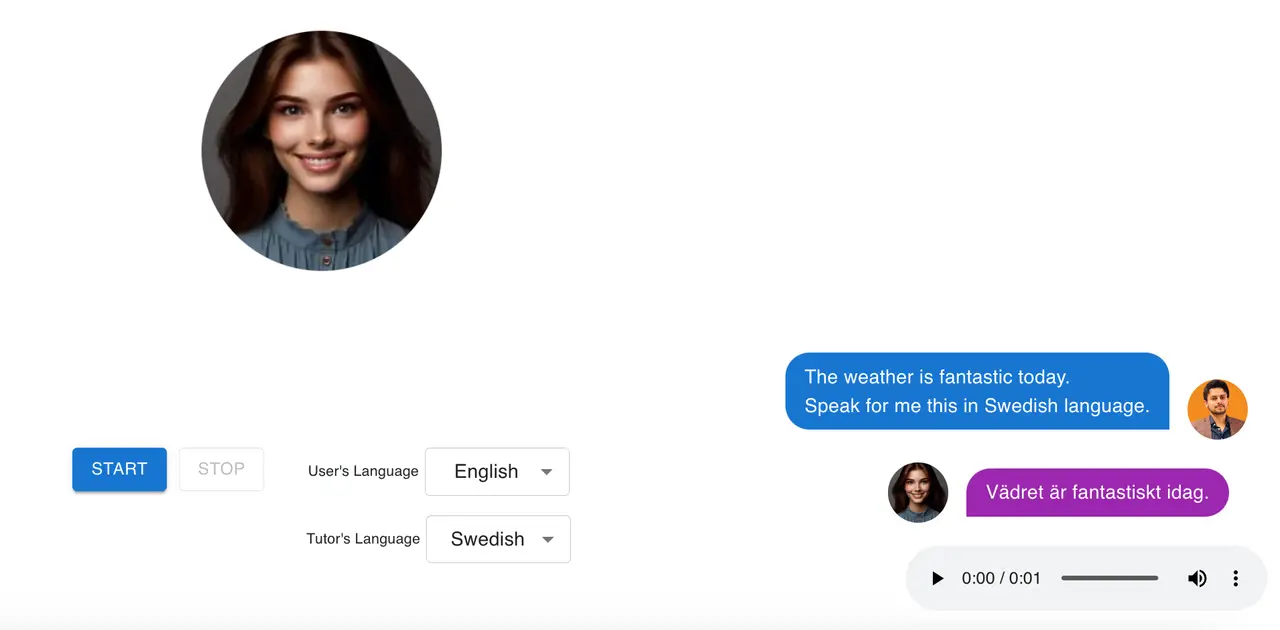 The weather is fantastic today.
Speak for me this in Swedish language.
START
STOP
User's Language
English
Vädret är fantastiskt idag.
Tutor's Language
Swedish
0:00 / 0:01